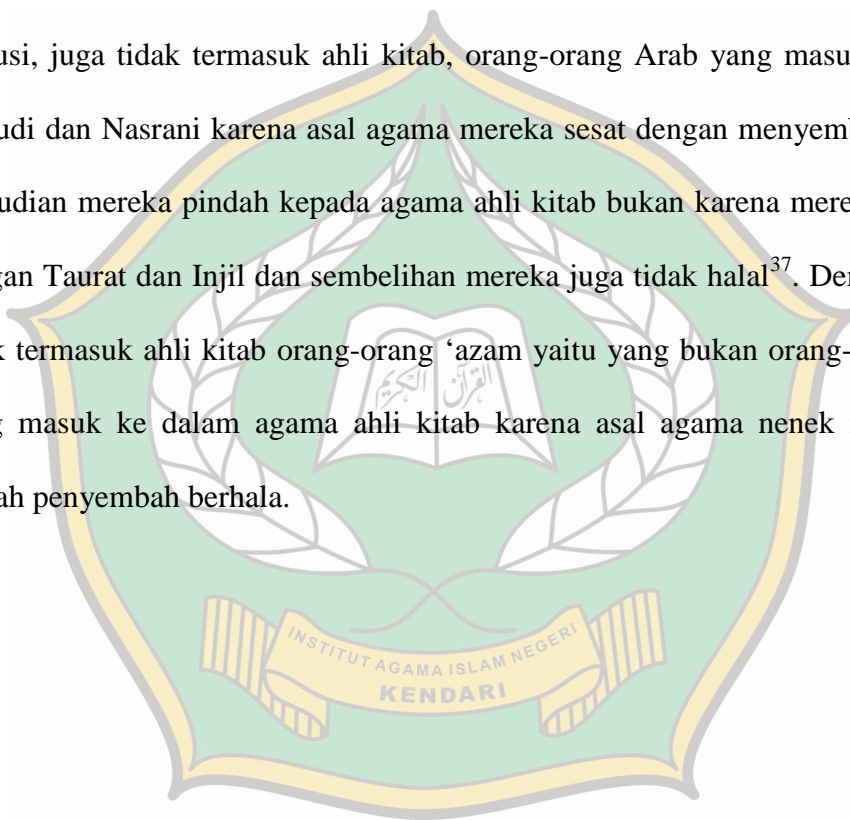 usi, juga tidak termasuk ahli kitab, orang-orang Arab yang masu
udi dan Nasrani karena asal agama mereka sesat dengan menyemb
udian mereka pindah kepada agama ahli kitab bukan karena mere
gan Taurat dan Injil dan sembelihan mereka juga tidak halal37. Der
k termasuk ahli kitab orang-orang ‘azam yaitu yang bukan orang-
g masuk ke dalam agama ahli kitab karena asal agama nenek
ah penyembah berhala.
القرآن الكريم
INSTITUT AGAMA ISLAM NEGERI
KENDARI